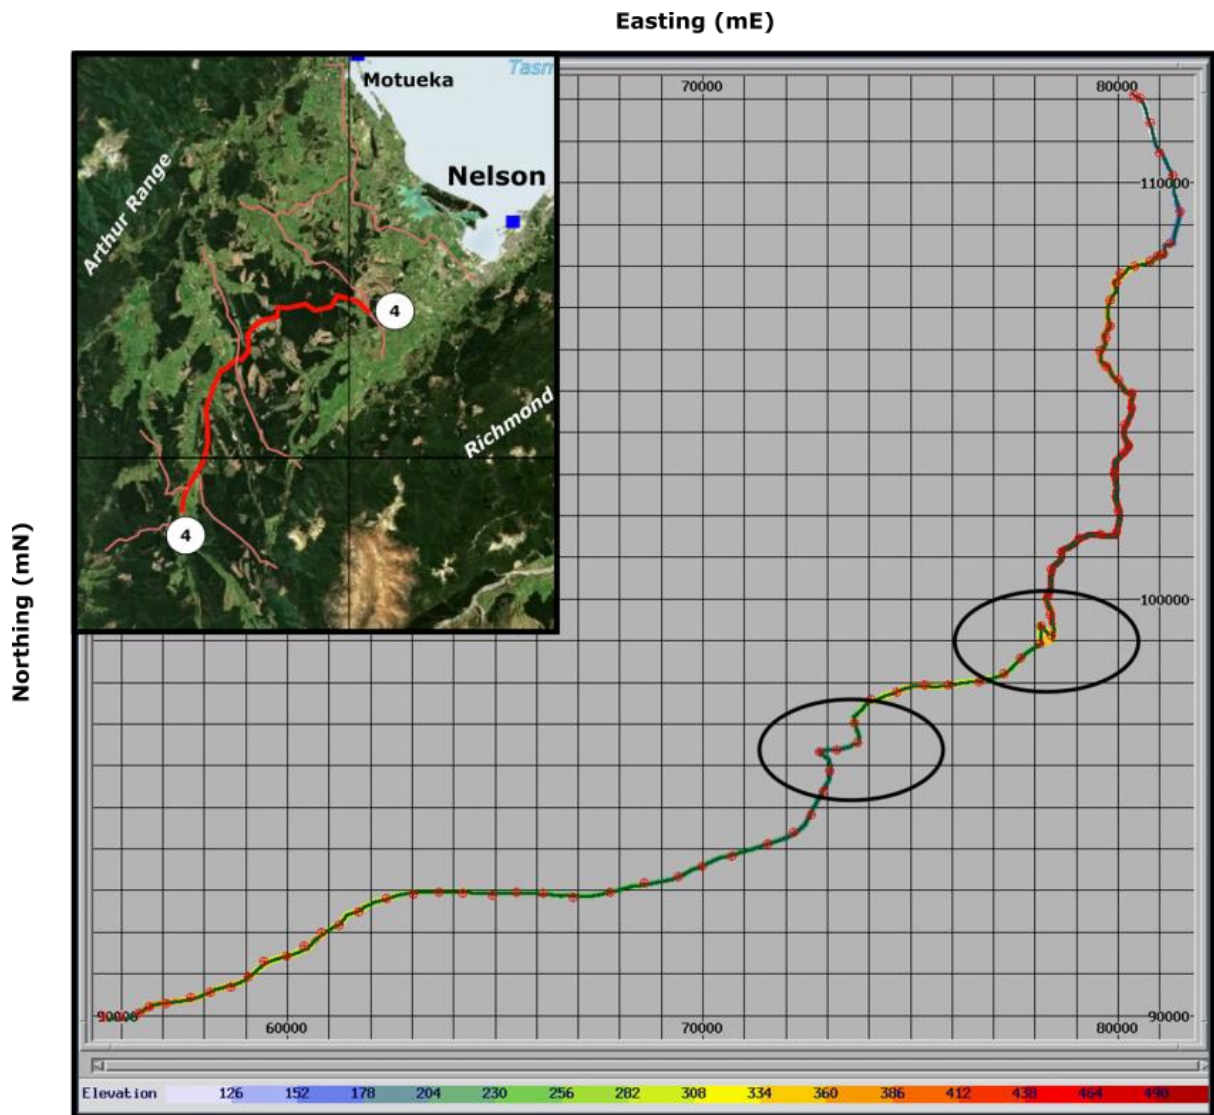 Easting (mE)
Northing (mN)
Motueka
Tasm
Nelson
Arthur Range
Richmond
4
4
70000
80000
110000
100000
90000
90000
60000
70000
80000
Elevation 126 152 178 204 230 256 282 308 334 360 386 412 438 464 490